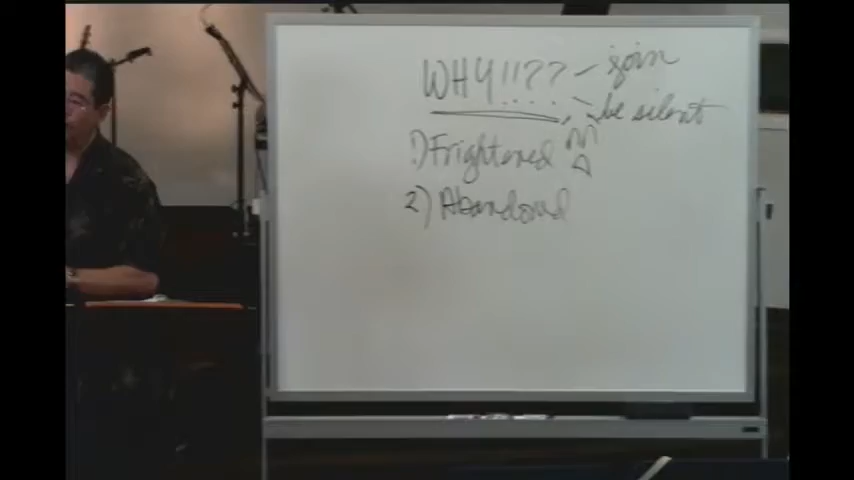 WHY!!?? – join
– be silent
1) Frightened
2) Abandoned